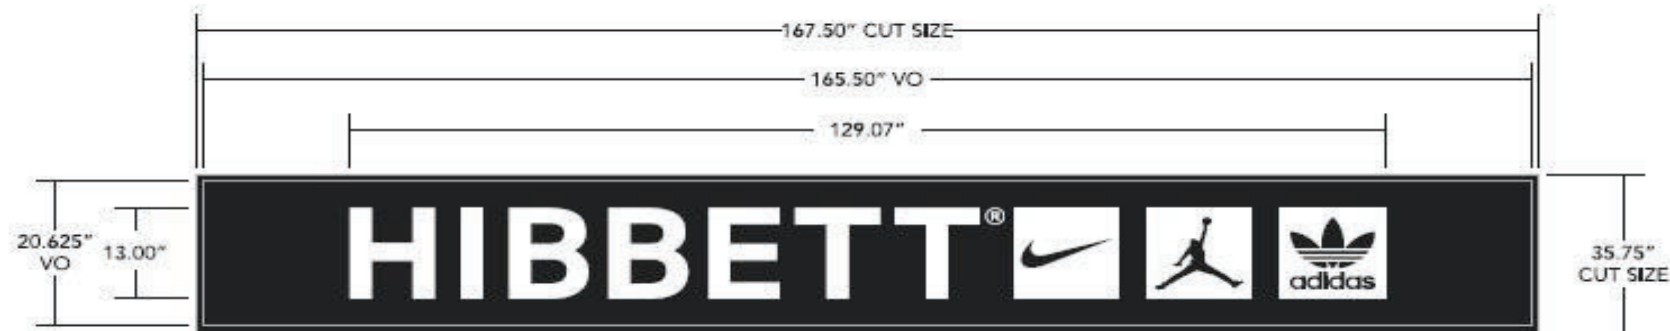 167.50" CUT SIZE
165.50" VO
129.07"
20.625"
VO
13.00"
HIBBETT®
adidas
35.75"
CUT SIZE